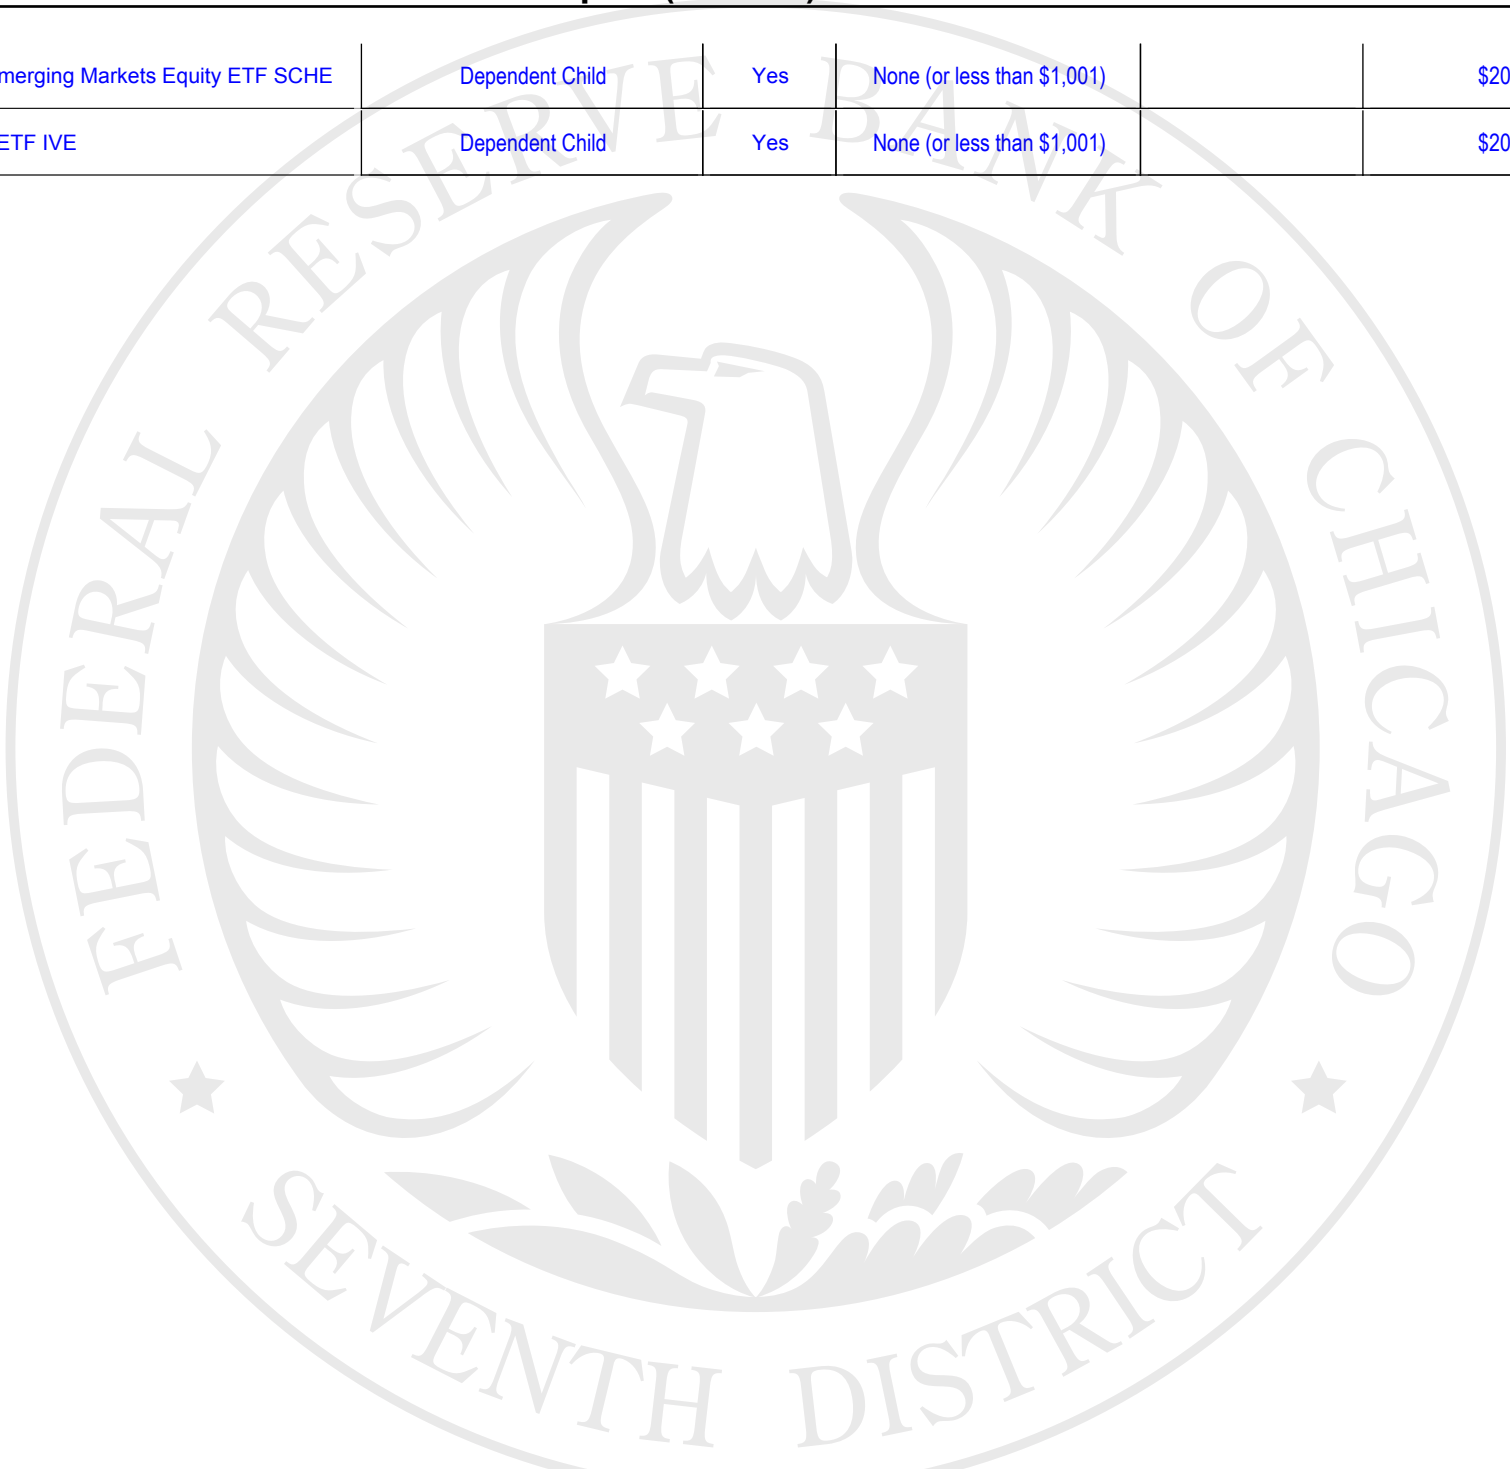 merging Markets Equity ETF SCHE Dependent Child Yes None (or less than $1,001) $20
ETF IVE Dependent Child Yes None (or less than $1,001) $20
FEDERAL RESERVE BANK OF CHICAGO
SEVENTH DISTRICT